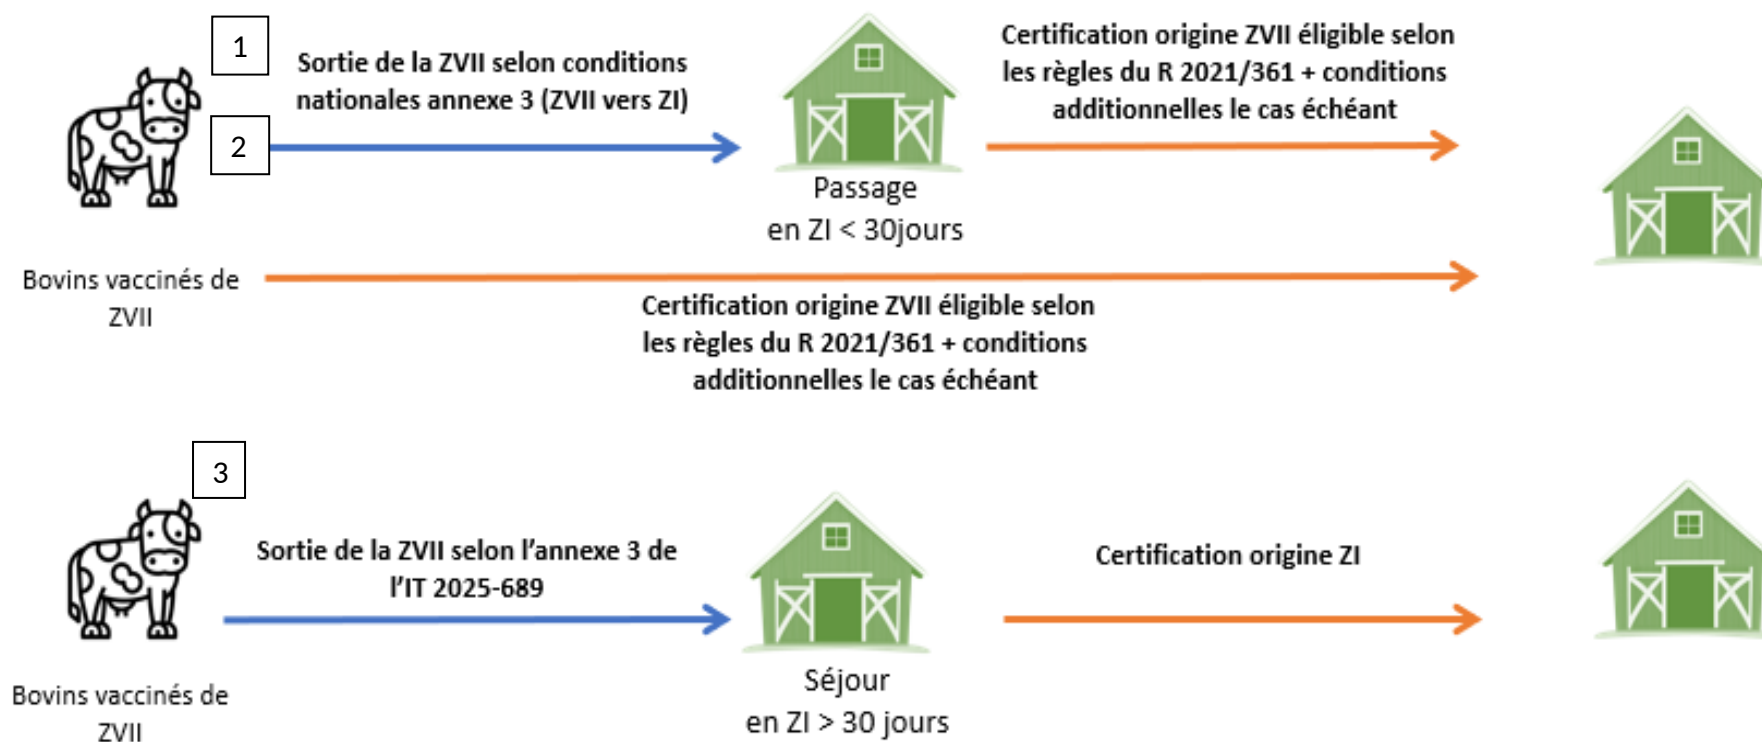 1
Sortie de la ZVII selon conditions
nationales annexe 3 (ZVII vers ZI)
Certification origine ZVII éligible selon
les règles du R 2021/361 + conditions
additionnelles le cas échéant
2
Passage
en ZI < 30jours
Bovins vaccinés de
ZVII
Certification origine ZVII éligible selon
les règles du R 2021/361 + conditions
additionnelles le cas échéant
3
Sortie de la ZVII selon l'annexe 3 de
l'IT 2025-689
Certification origine ZI
Séjour
en ZI > 30 jours
Bovins vaccinés de
ZVII